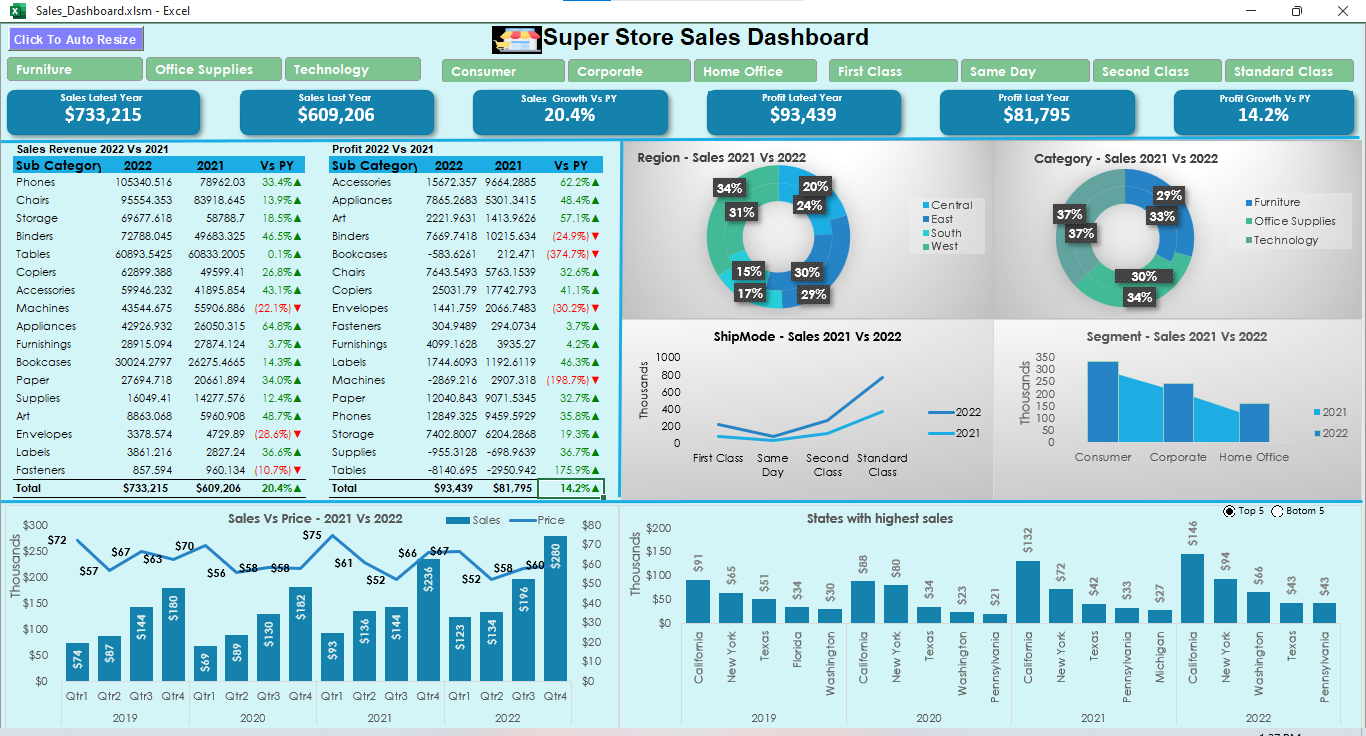 Sales_Dashboard.xlsm - Excel
Click To Auto Resize
Super Store Sales Dashboard
Furniture Office Supplies Technology Consumer Corporate Home Office First Class Same Day Second Class Standard Class
Sales Latest Year Sales Last Year Sales Growth Vs PY Profit Latest Year Profit Last Year Profit Growth Vs PY
$733,215 $609,206 20.4% $93,439 $81,795 14.2%
Sales Revenue 2022 Vs 2021
Sub Category 2022 2021 Vs PY
Phones 105340.516 78962.03 33.4%▲
Chairs 95554.353 83918.645 13.9%▲
Storage 69677.618 58788.7 18.5%▲
Binders 72788.045 49683.325 46.5%▲
Tables 60893.5425 60833.2005 0.1%▲
Copiers 62899.388 49599.41 26.8%▲
Accessories 59946.232 41895.854 43.1%▲
Machines 43544.675 55906.886 (22.1%)▼
Appliances 42926.932 26050.315 64.8%▲
Furnishings 28915.094 27874.124 3.7%▲
Bookcases 30024.2797 26275.4665 14.3%▲
Paper 27694.718 20661.894 34.0%▲
Supplies 16049.41 14277.576 12.4%▲
Art 8863.068 5960.908 48.7%▲
Envelopes 3378.574 4729.89 (28.6%)▼
Labels 3861.216 2827.24 36.6%▲
Fasteners 857.594 960.134 (10.7%)▼
Total $733,215 $609,206 20.4%▲
Profit 2022 Vs 2021
Sub Category 2022 2021 Vs PY
Accessories 15672.357 9664.2885 62.2%▲
Appliances 7865.2683 5301.3415 48.4%▲
Art 2221.9631 1413.9626 57.1%▲
Binders 7669.7418 10215.634 (24.9%)▼
Bookcases -583.6261 212.471 (374.7%)▼
Chairs 7643.5493 5763.1539 32.6%▲
Copiers 25031.79 17742.793 41.1%▲
Envelopes 1441.759 2066.7483 (30.2%)▼
Fasteners 304.9489 294.0734 3.7%▲
Furnishings 4099.1628 3935.27 4.2%▲
Labels 1744.6093 1192.6119 46.3%▲
Machines -2869.216 2907.318 (198.7%)▼
Paper 12040.843 9071.5345 32.7%▲
Phones 12849.325 9459.5929 35.8%▲
Storage 7402.8007 6204.2868 19.3%▲
Supplies -955.3128 -698.9639 36.7%▲
Tables -8140.695 -2950.942 175.9%▲
Total $93,439 $81,795 14.2%▲
Region - Sales 2021 Vs 2022
34% 20%
31% 24%
15% 30%
17% 29%
Central
East
South
West
Category - Sales 2021 Vs 2022
29%
37% 33%
37%
30%
34%
Furniture
Office Supplies
Technology
ShipMode - Sales 2021 Vs 2022
Thousands
1000
800
600
400
200
0
First Class Same Day Second Class Standard Class
2022
2021
Segment - Sales 2021 Vs 2022
Thousands
350
300
250
200
150
100
50
0
Consumer Corporate Home Office
2021
2022
Sales Vs Price - 2021 Vs 2022
Sales Price
Thousands
$300
$250
$200
$150
$100
$50
$0
$72 $57 $67 $63 $70 $56 $58 $58 $75 $61 $52 $66 $67 $52 $58 $60
$74 $87 $144 $180 $69 $89 $130 $182 $93 $136 $144 $236 $123 $134 $196 $280
$80
$70
$60
$50
$40
$30
$20
$10
$0
Qtr1 Qtr2 Qtr3 Qtr4 Qtr1 Qtr2 Qtr3 Qtr4 Qtr1 Qtr2 Qtr3 Qtr4 Qtr1 Qtr2 Qtr3 Qtr4
2019 2020 2021 2022
States with highest sales
Top 5 Botom 5
Thousands
$200
$150
$100
$50
$0
$91 $65 $51 $34 $30 $88 $80 $34 $23 $21 $132 $72 $42 $33 $27 $146 $94 $66 $43 $43
California New York Texas Florida Washington California New York Texas Washington Pennsylvania California New York Texas Pennsylvania Michigan California New York Washington Texas Pennsylvania
2019 2020 2021 2022